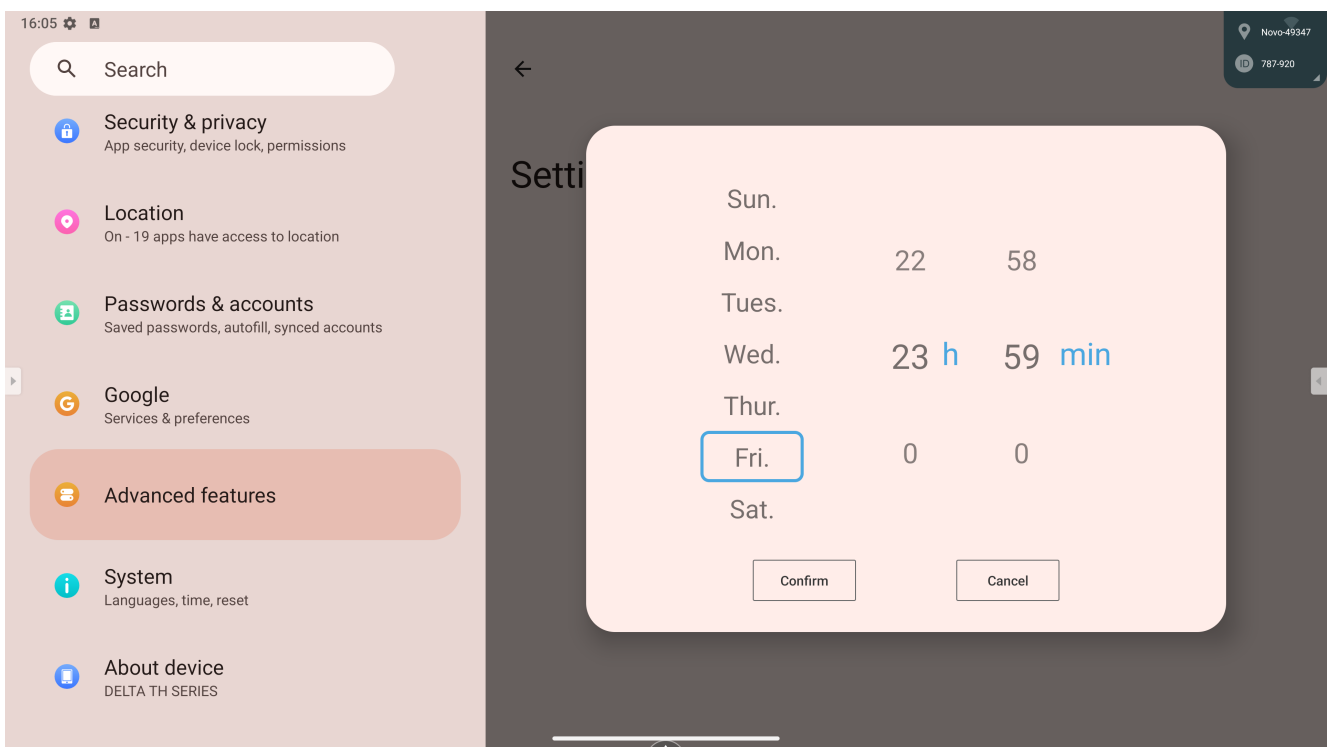 16:05
Search
Security & privacy
App security, device lock, permissions
Location
On - 19 apps have access to location
Passwords & accounts
Saved passwords, autofill, synced accounts
Google
Services & preferences
Advanced features
System
Languages, time, reset
About device
DELTA TH SERIES
Novo-49347
ID 787-920
Setti
Sun.
Mon.
22 58
Tues.
Wed.
23 h 59 min
Thur.
Fri.
0 0
Sat.
Confirm Cancel